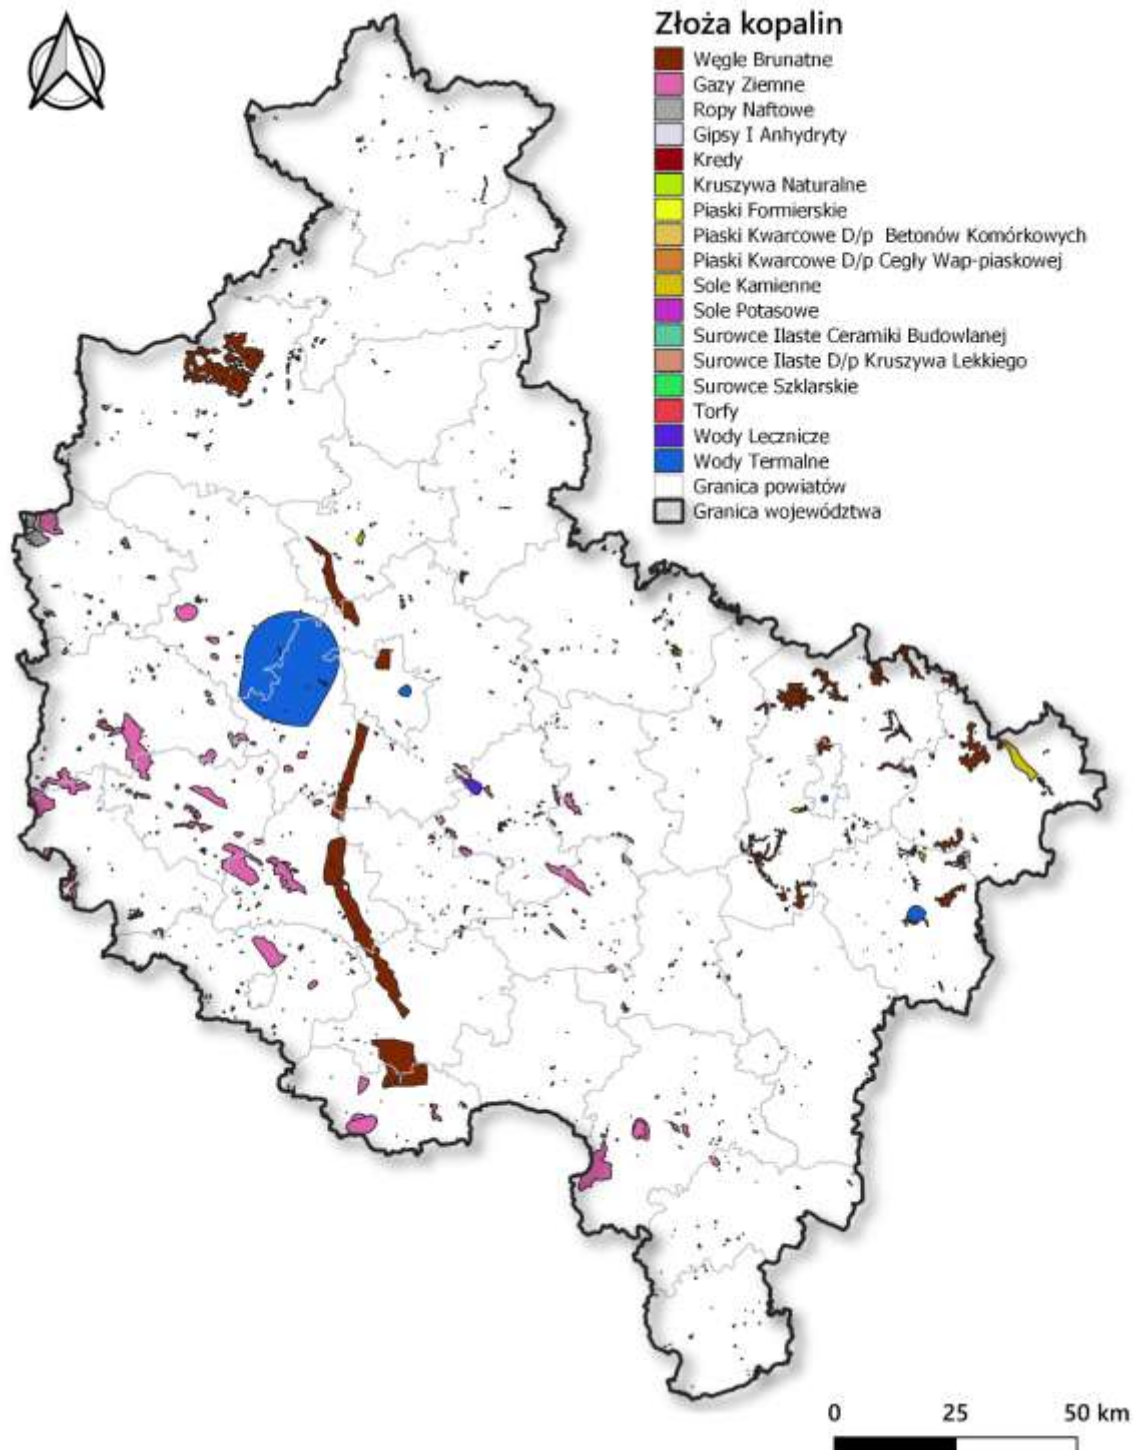 Złoża kopalin
Węgle Brunatne
Gazy Ziemne
Ropy Naftowe
Gipsy I Anhydryty
Kredy
Kruszywa Naturalne
Piaski Formierskie
Piaski Kwarcowe D/p Betonów Komórkowych
Piaski Kwarcowe D/p Cegły Wap-piaskowej
Sole Kamienne
Sole Potasowe
Surowce Ilaste Ceramiki Budowlanej
Surowce Ilaste D/p Kruszywa Lekkiego
Surowce Szklarskie
Torfy
Wody Lecznicze
Wody Termalne
Granica powiatów
Granica województwa
0 25 50 km